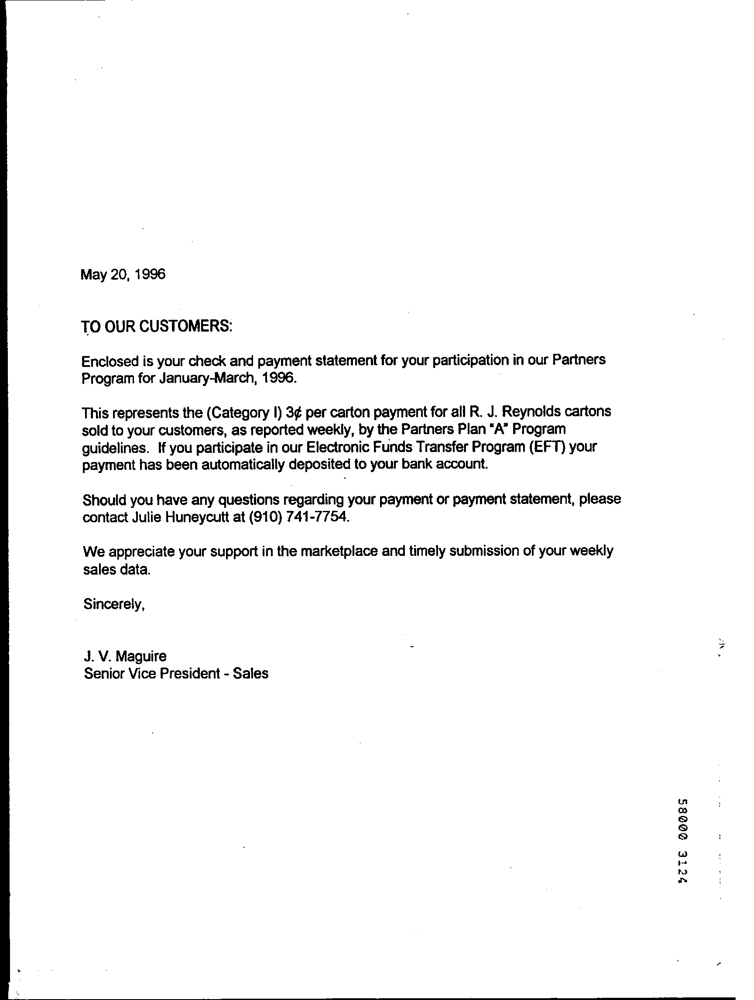 May 20, 1996
TO OUR CUSTOMERS:
Enclosed is your check and payment statement for your participation in our Partners
Program for January-March, 1996.
This represents the (Category I) 3¢ per carton payment for all R. J. Reynolds cartons
sold to your customers, as reported weekly, by the Partners Plan "A" Program
guidelines. If you participate in our Electronic Funds Transfer Program (EFT) your
payment has been automatically deposited to your bank account.
Should you have any questions regarding your payment or payment statement, please
contact Julie Huneycutt at (910) 741-7754.
We appreciate your support in the marketplace and timely submission of your weekly
sales data.
Sincerely,
J. V. Maguire
Senior Vice President - Sales
58000 3124